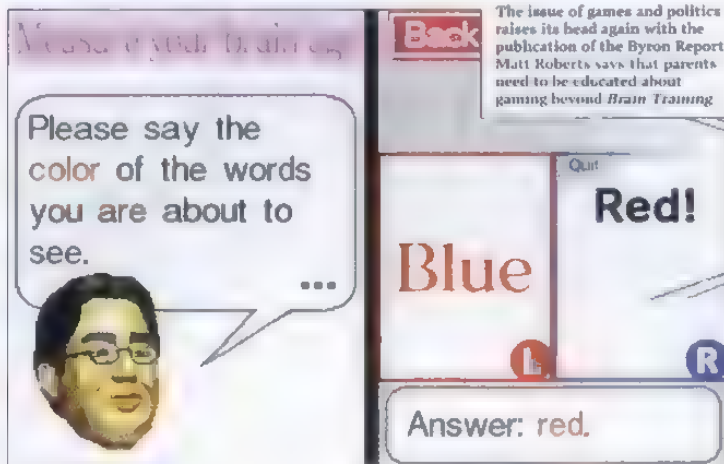 Please say the
color of the words
you are about to
see.
...
Back
The issue of games and politics
raises its head again with the
publication of the Byron Report
Matt Roberts says that parents
need to be educated about
gaming beyond Brain Training
Quit
Red!
Blue
L
R
Answer: red.